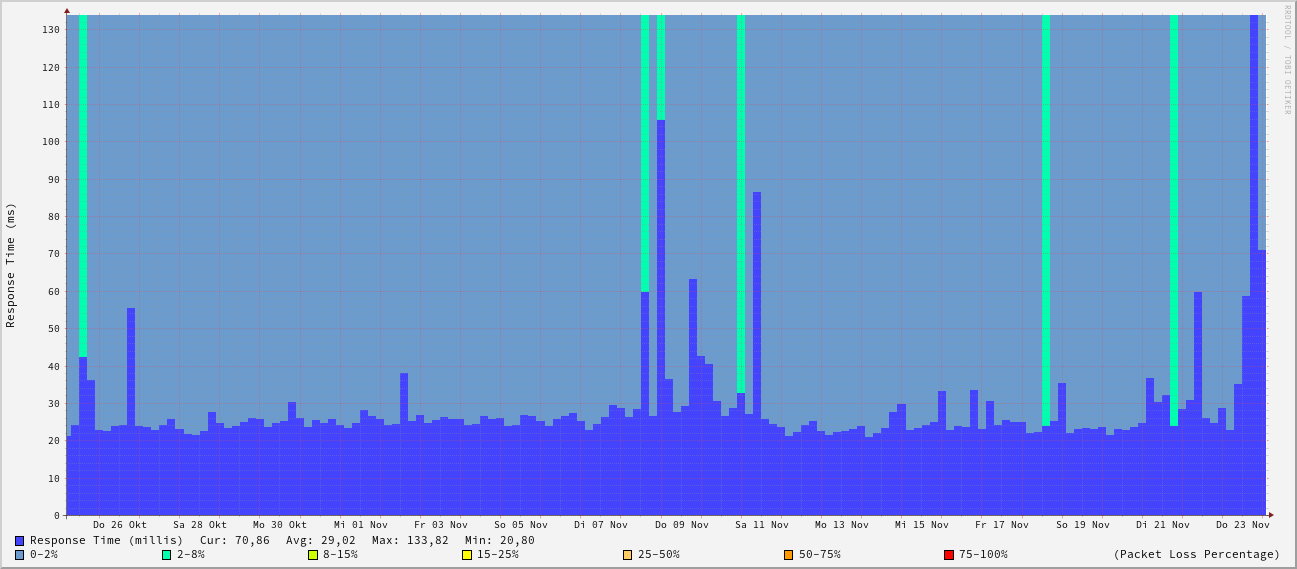 RRDTOOL / TOBI OETIKER
Response Time (ms)
130
120
110
100
90
80
70
60
50
40
30
20
10
0
Do 26 Okt Sa 28 Okt Mo 30 Okt Mi 01 Nov Fr 03 Nov So 05 Nov Di 07 Nov Do 09 Nov Sa 11 Nov Mo 13 Nov Mi 15 Nov Fr 17 Nov So 19 Nov Di 21 Nov Do 23 Nov
Response Time (millis) Cur: 70,86 Avg: 29,02 Max: 133,82 Min: 20,80
0-2% 2-8% 8-15% 15-25% 25-50% 50-75% 75-100% (Packet Loss Percentage)